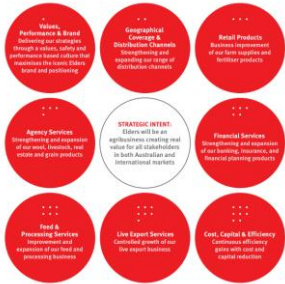 Values,
Performance & Brand
Delivering our strategies
through a values, safety and
performance based culture that
maximises the iconic Elders
brand and positioning
Geographical
Coverage &
Distribution Channels
Strengthening and
expanding our range of
distribution channels
Retail Products
Business improvement
of our farm supplies and
fertiliser products
Agency Services
Strengthening and expansion
of our wool, livestock, real
estate and grain products
STRATEGIC INTENT:
Elders will be an
agribusiness creating real
value for all stakeholders
in both Australian and
international markets
Financial Services
Strengthening and expansion
of our banking, insurance, and
financial planning products
Feed &
Processing Services
Improvement and
expansion of our feed and
processing business
Live Export Services
Controlled growth of our
live export business
Cost, Capital & Efficiency
Continuous efficiency
gains with cost and
capital reduction